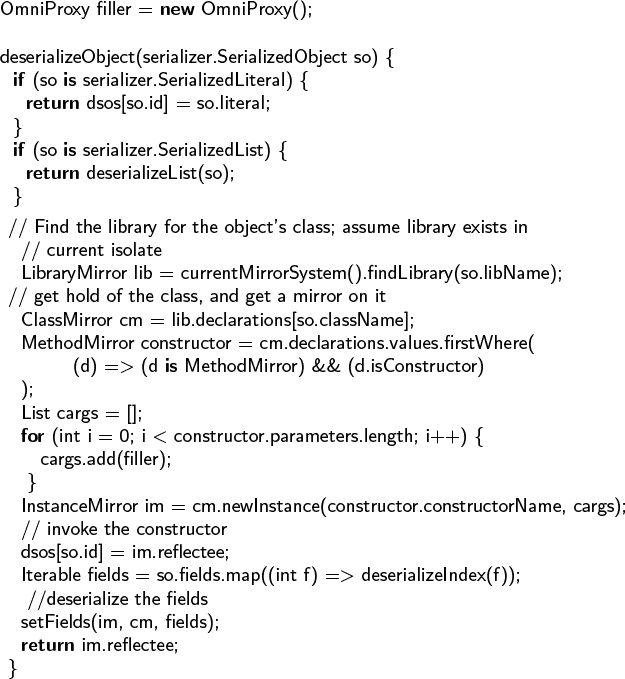 OmniProxy filler = new OmniProxy();
deserializeObject(serializer.SerializedObject so) {
if (so is serializer.SerializedLiteral) {
return dsos[so.id] = so.literal;
}
if (so is serializer.SerializedList) {
return deserializeList(so);
}
// Find the library for the object's class; assume library exists in
// current isolate
LibraryMirror lib = currentMirrorSystem().findLibrary(so.libName);
// get hold of the class, and get a mirror on it
ClassMirror cm = lib.declarations[so.className];
MethodMirror constructor = cm.declarations.values.firstWhere(
(d) => (d is MethodMirror) && (d.isConstructor)
);
List cargs = [];
for (int i = 0; i < constructor.parameters.length; i++) {
cargs.add(filler);
}
InstanceMirror im = cm.newInstance(constructor.constructorName, cargs);
// invoke the constructor
dsos[so.id] = im.reflectee;
Iterable fields = so.fields.map((int f) => deserializeIndex(f));
//deserialize the fields
setFields(im, cm, fields);
return im.reflectee;
}